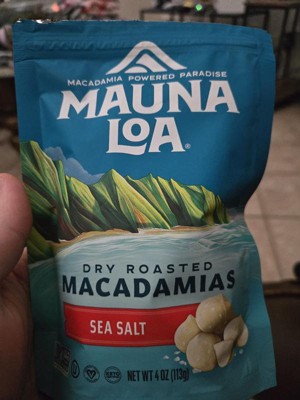 MACADAMIA POWERED PARADISE
MAUNA
LOA®
DRY ROASTED
MACADAMIAS
SEA SALT
NET WT 4 OZ (113g)